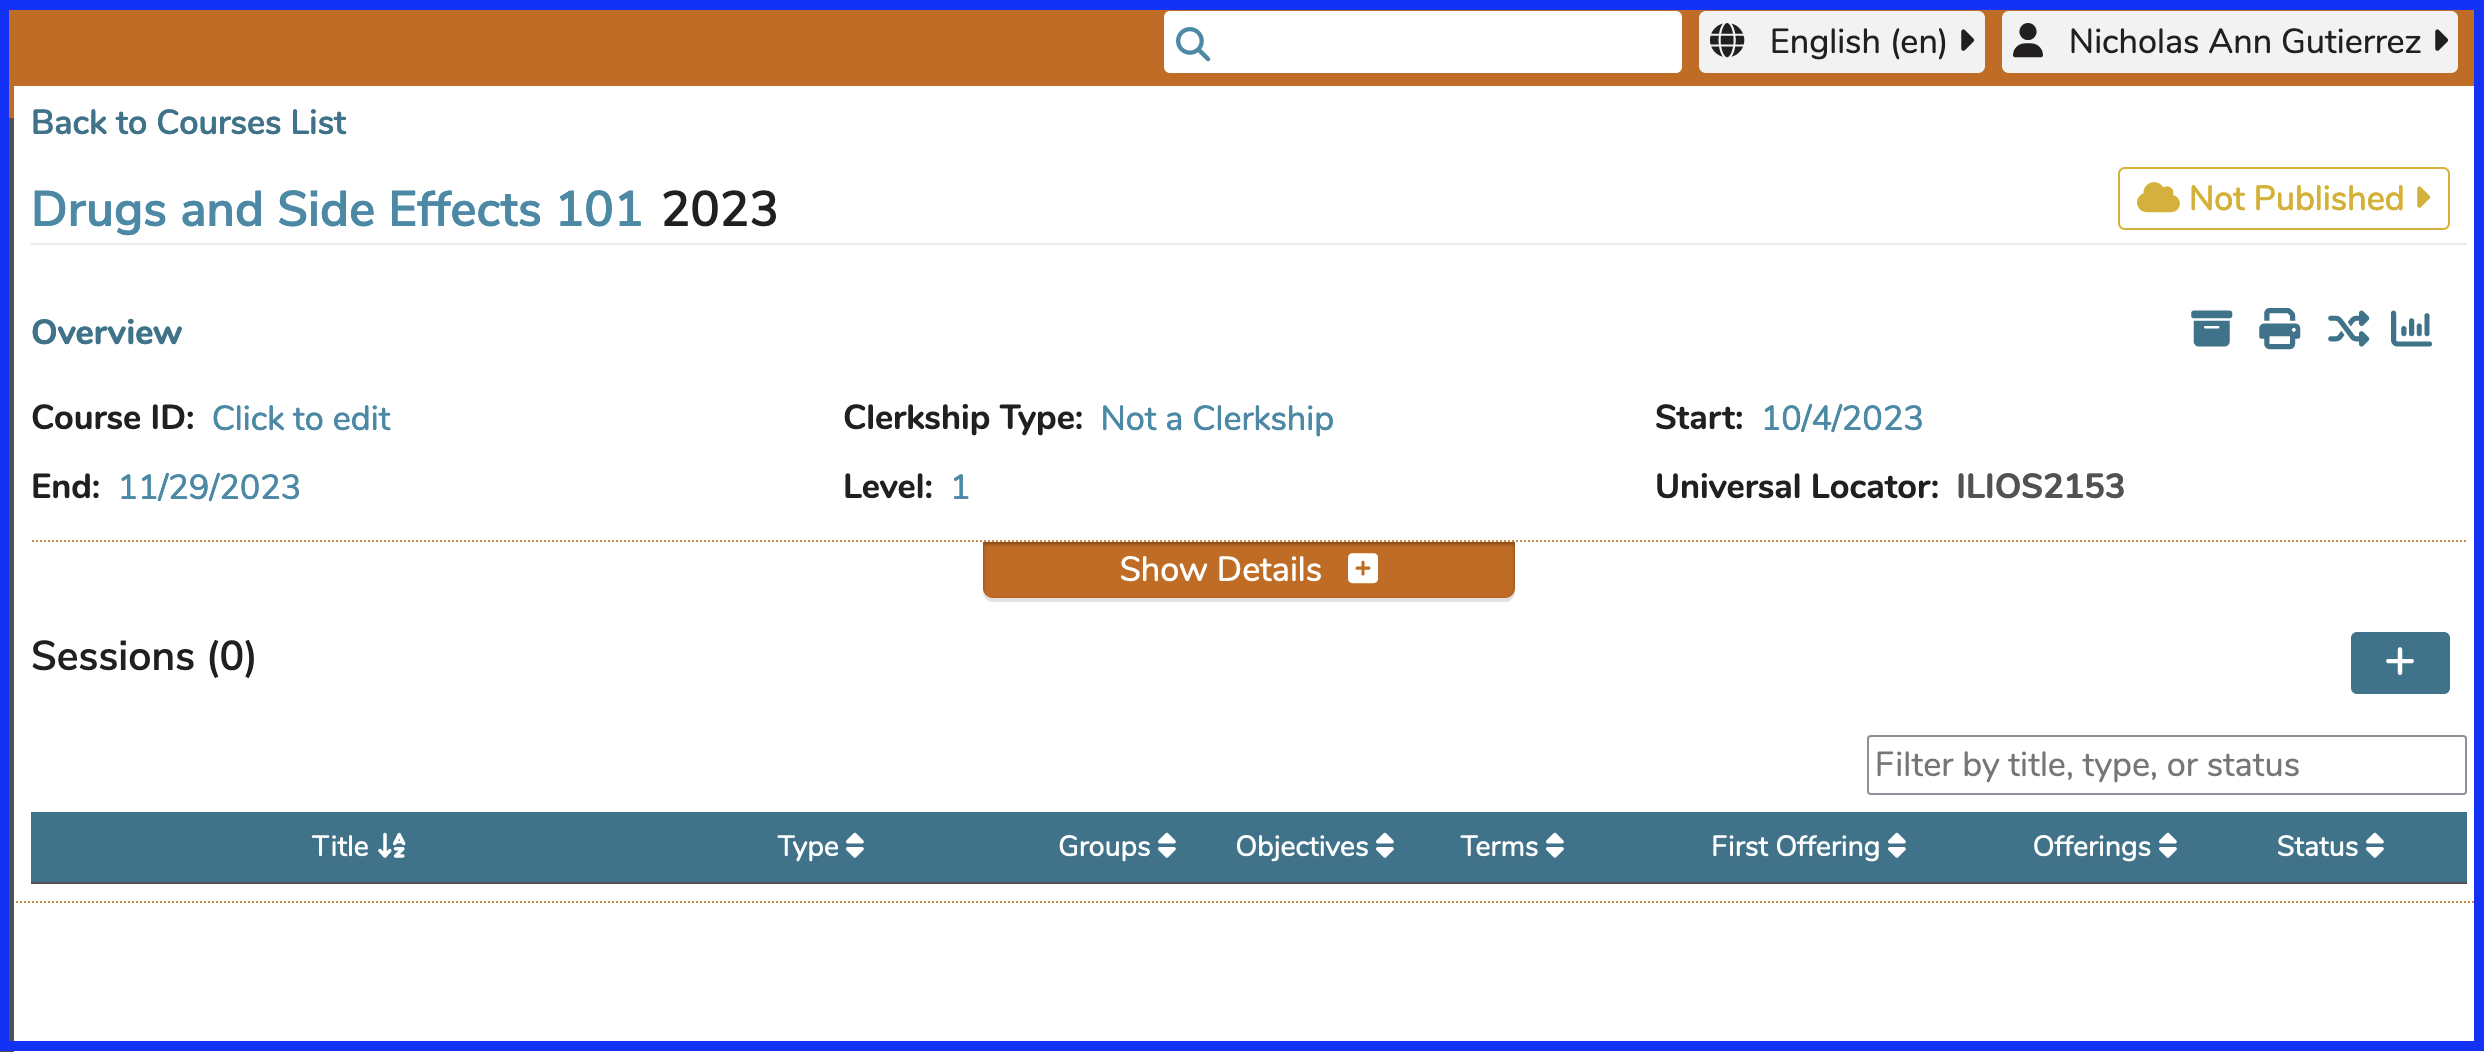 English (en) Nicholas Ann Gutierrez
Back to Courses List
Drugs and Side Effects 101 2023
Not Published
Overview
Course ID: Click to edit Clerkship Type: Not a Clerkship Start: 10/4/2023
End: 11/29/2023 Level: 1 Universal Locator: ILIOS2153
Show Details
Sessions (0)
Filter by title, type, or status
Title Type Groups Objectives Terms First Offering Offerings Status